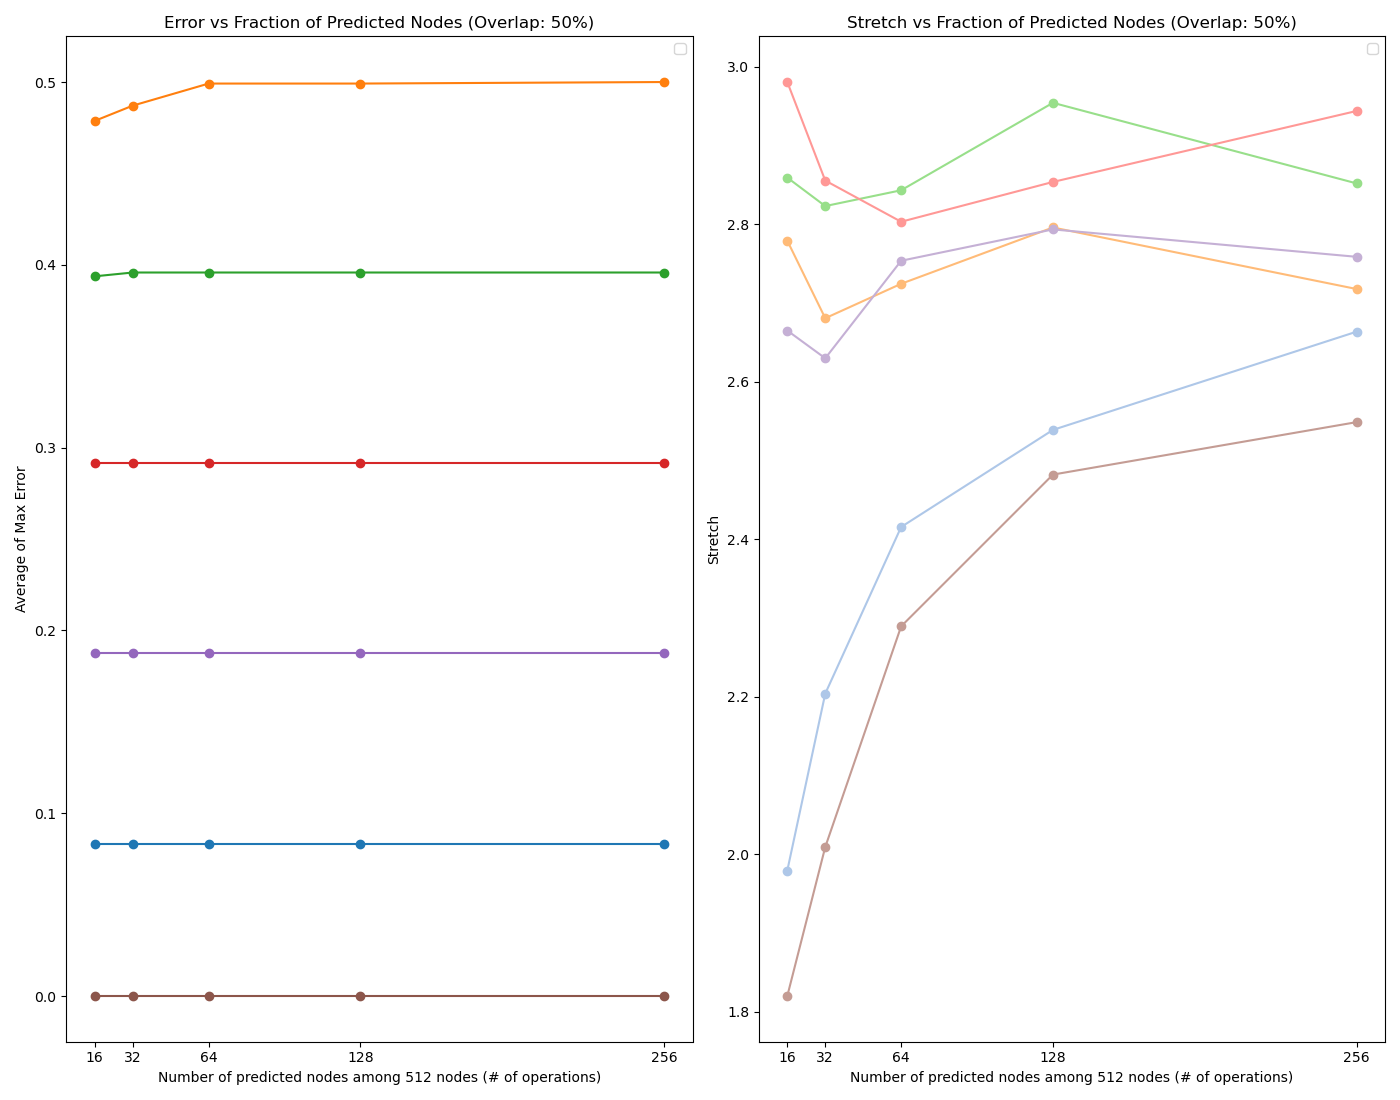 Error vs Fraction of Predicted Nodes (Overlap: 50%)
0.5
0.4
0.3
0.2
0.1
0.0
Average of Max Error
16 32 64 128 256
Number of predicted nodes among 512 nodes (# of operations)
Stretch vs Fraction of Predicted Nodes (Overlap: 50%)
3.0
2.8
2.6
2.4
2.2
2.0
1.8
Stretch
16 32 64 128 256
Number of predicted nodes among 512 nodes (# of operations)